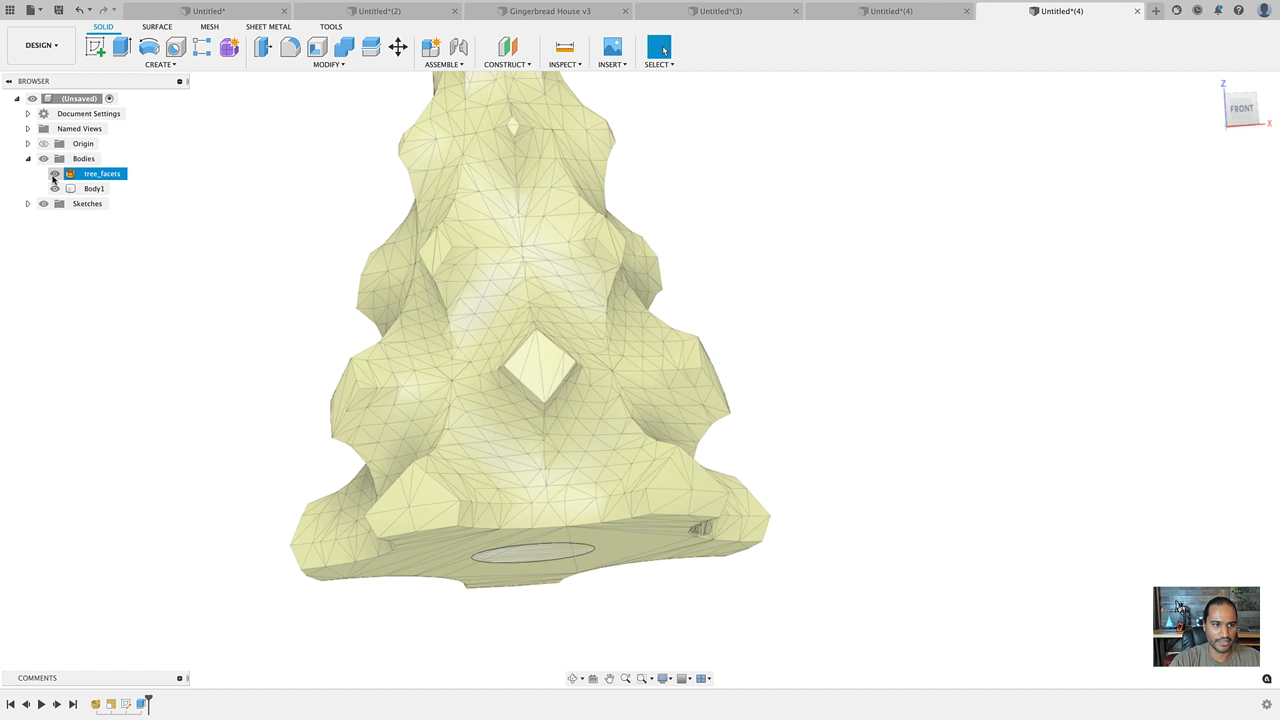 Untitled*
Untitled*(2)
Gingerbread House v3
Untitled*(3)
Untitled*(4)
Untitled*(4)
DESIGN
SOLID
SURFACE
MESH
SHEET METAL
TOOLS
CREATE
MODIFY
ASSEMBLE
CONSTRUCT
INSPECT
INSERT
SELECT
BROWSER
(Unsaved)
Document Settings
Named Views
Origin
Bodies
tree_facets
Body1
Sketches
Z
FRONT
X
COMMENTS